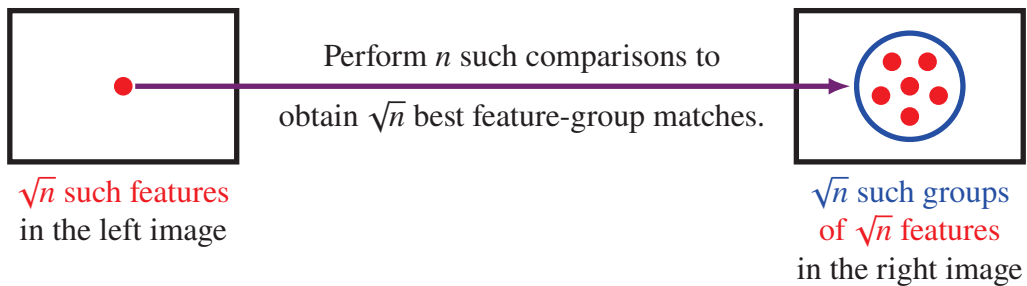 Perform n such comparisons to
obtain √n best feature-group matches.
√n such features
in the left image
√n such groups
of √n features
in the right image